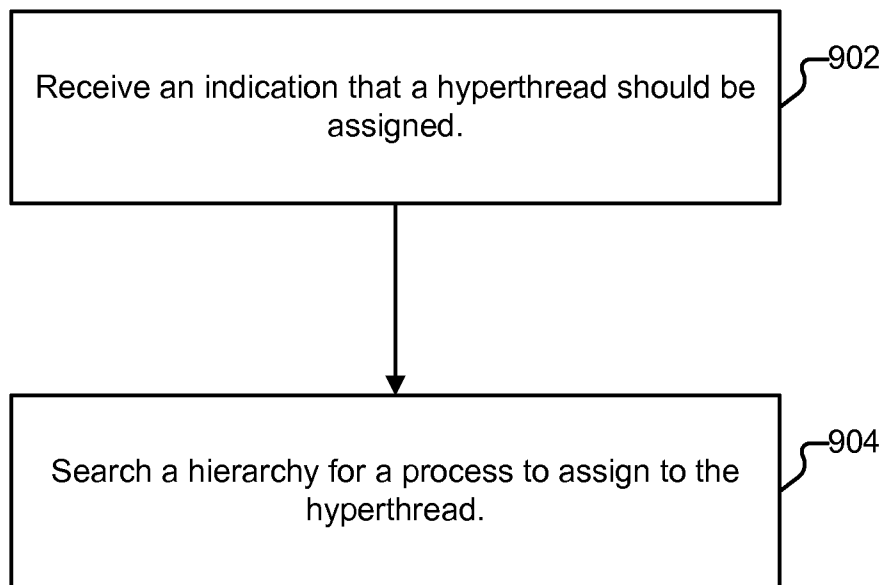 Receive an indication that a hyperthread should be
assigned.
902
Search a hierarchy for a process to assign to the
hyperthread.
904